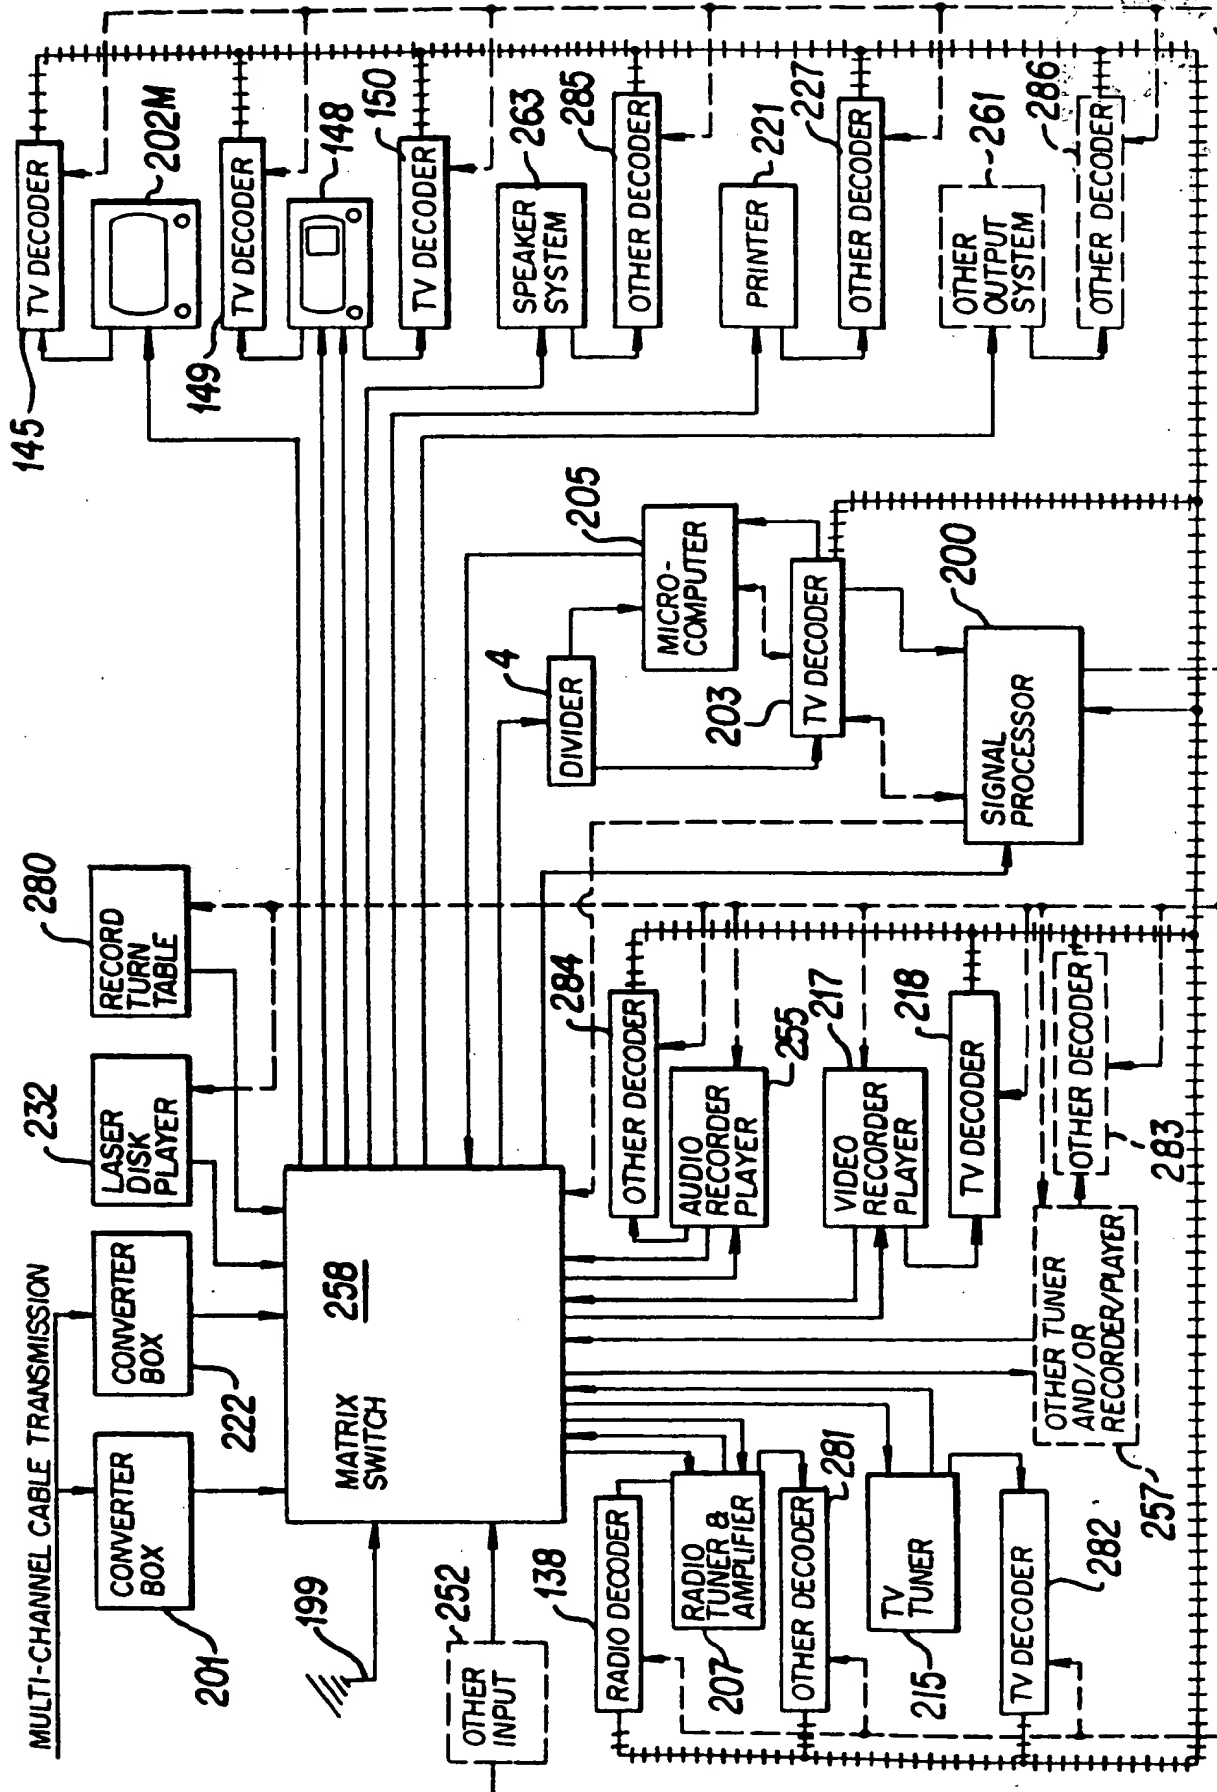 MULTI-CHANNEL CABLE TRANSMISSION
CONVERTER
BOX
201
CONVERTER
BOX
222
LASER
DISK
PLAYER
232
RECORD
TURN
TABLE
280
199
OTHER
INPUT
252
MATRIX
SWITCH
258
RADIO DECODER
138
RADIO
TUNER &
AMPLIFIER
207
OTHER DECODER
281
TV
TUNER
215
TV DECODER
282
OTHER TUNER
AND/OR
RECORDER/PLAYER
257
OTHER DECODER
283
OTHER DECODER
284
AUDIO
RECORDER
PLAYER
255
VIDEO
RECORDER
PLAYER
217
TV DECODER
218
DIVIDER
4
MICRO-
COMPUTER
205
TV DECODER
203
SIGNAL
PROCESSOR
200
TV DECODER
145
202M
TV DECODER
149
148
TV DECODER
150
SPEAKER
SYSTEM
263
OTHER DECODER
285
PRINTER
221
OTHER DECODER
227
OTHER
OUTPUT
SYSTEM
261
OTHER DECODER
286